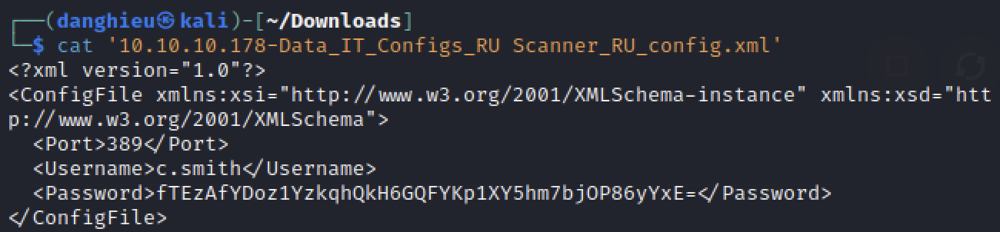 ┌──(danghieu㉿kali)-[~/Downloads]
└─$ cat '10.10.10.178-Data_IT_Configs_RU Scanner_RU_config.xml'
<?xml version="1.0"?>
<ConfigFile xmlns:xsi="http://www.w3.org/2001/XMLSchema-instance" xmlns:xsd="htt
p://www.w3.org/2001/XMLSchema">
  <Port>389</Port>
  <Username>c.smith</Username>
  <Password>fTEzAfYDoz1YzkqhQkH6GQFYKp1XY5hm7bjOP86yYxE=</Password>
</ConfigFile>